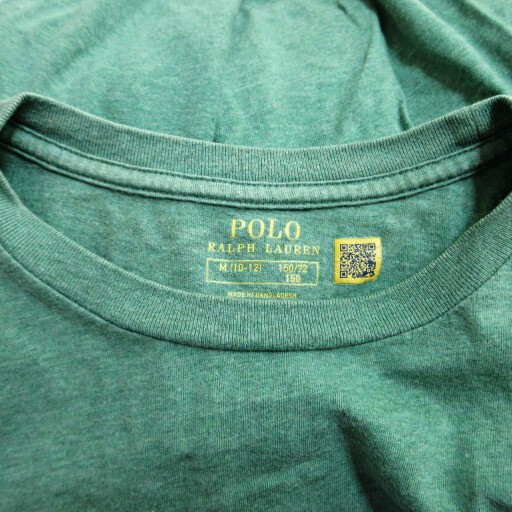 POLO
RALPH LAUREN
M (10-12) 150/72
150
MADE IN BANGLADESH